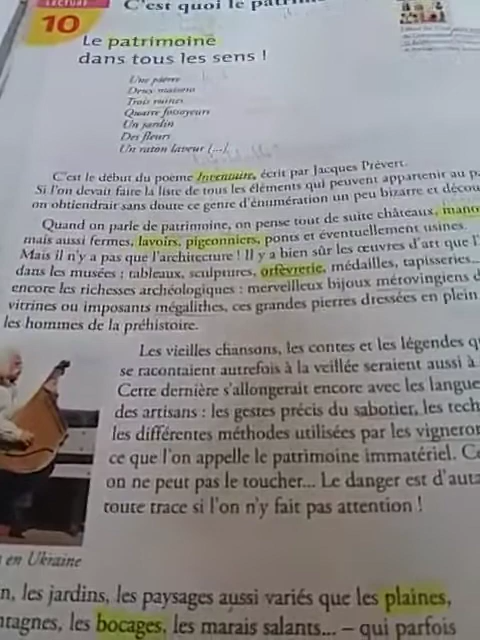 LECTURE
10
C'est quoi le
Le patrimoine
dans tous les sens !
Une pierre
Deux maisons
Trois ruines
Quatre fossoyeurs
Un jardin
Des fleurs
Un raton laveur [...].
C'est le début du poème Inventaire, écrit par Jacques Prévert.
Si l'on devait faire la liste de tous les éléments qui peuvent appartenir au
on obtiendrait sans doute ce genre d'énumération un peu bizarre et
Quand on parle de patrimoine, on pense tout de suite châteaux,
mais aussi fermes, lavoirs, pigeonniers, ponts et éventuellement usines.
Mais il n'y a pas que l'architecture ! Il y a bien sûr les œuvres d'art que
dans les musées : tableaux, sculptures, orfèvrerie, médailles, tapisseries...
encore les richesses archéologiques : merveilleux bijoux mérovingiens
vitrines ou imposants mégalithes, ces grandes pierres dressées en plein
les hommes de la préhistoire.
Les vieilles chansons, les contes et les légendes
se racontaient autrefois à la veillée seraient aussi à
Cette dernière s'allongerait encore avec les
des artisans : les gestes précis du sabotier, les
les différentes méthodes utilisées par les
ce que l'on appelle le patrimoine immatériel.
on ne peut pas le toucher... Le danger est
toute trace si l'on n'y fait pas attention !
en Ukraine
les jardins, les paysages aussi variés que les plaines,
les bocages, les marais salants... – qui parfois